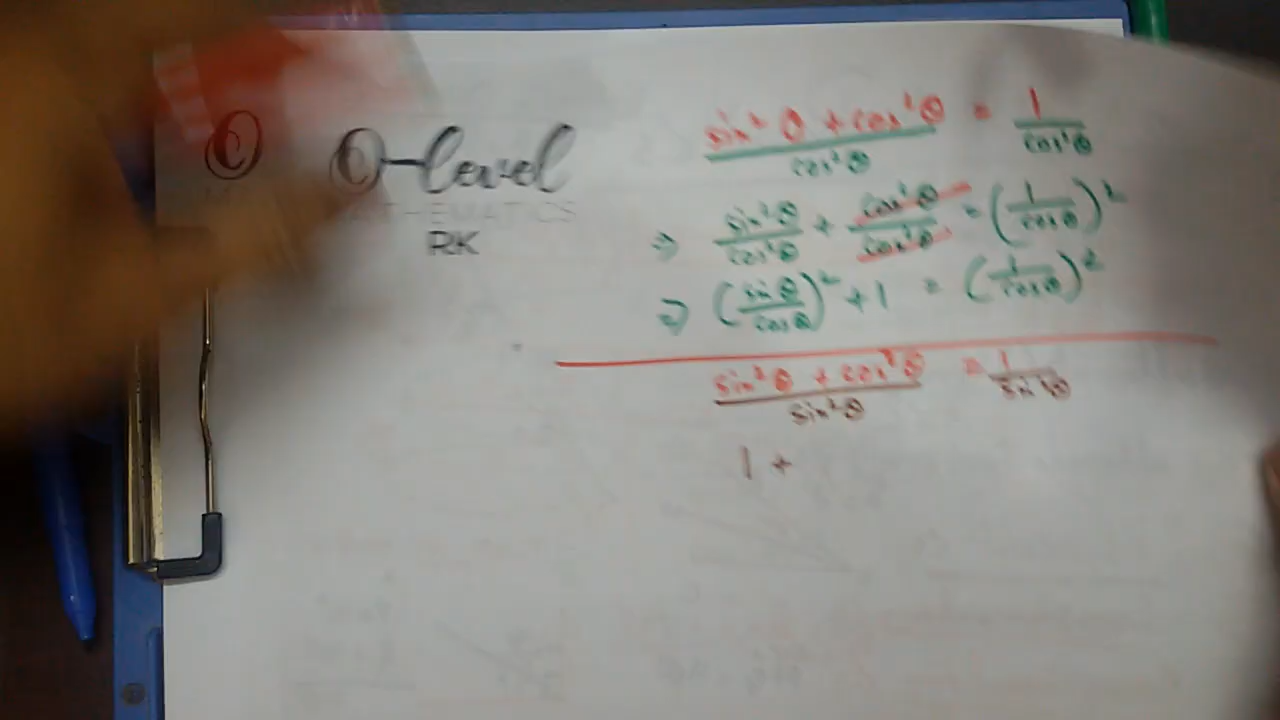 ©
O-level
MATHEMATICS
RK
sin²θ + cos²θ / cos²θ = 1 / cos²θ
⇒ sin²θ / cos²θ + cos²θ / cos²θ = (1 / cosθ)²
⇒ (sinθ / cosθ)² + 1 = (1 / cosθ)²
sin²θ + cos²θ / sin²θ = 1 / sin²θ
1 +